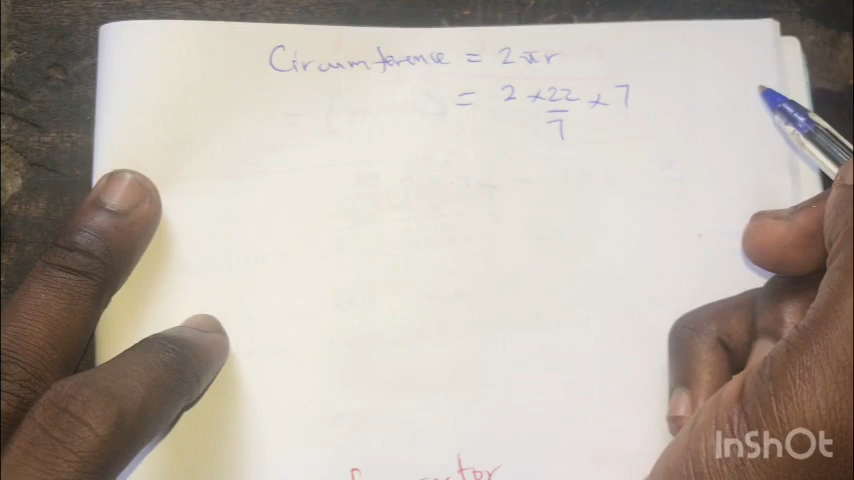 Circumference = 2πr
= 2 × 22/7 × 7
InShOt